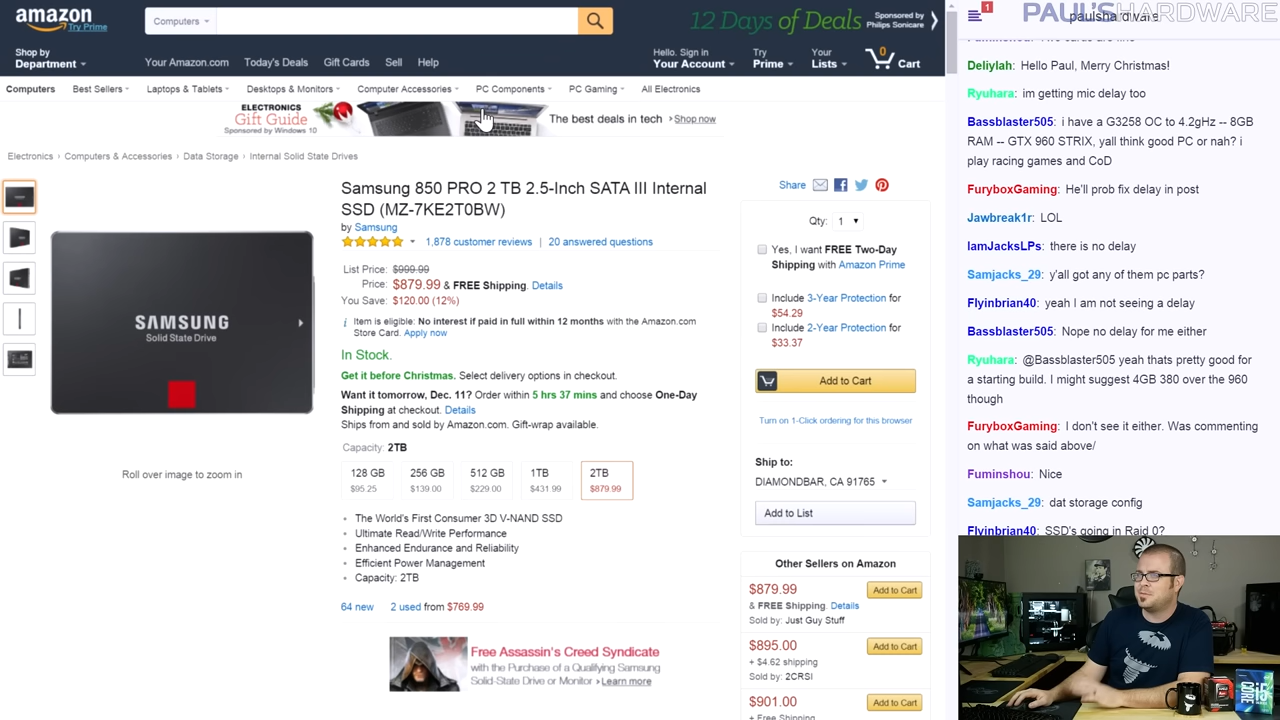 amazon
Try Prime
Computers
12 Days of Deals
Sponsored by
Philips Sonicare
Shop by
Department
Your Amazon.com
Today's Deals
Gift Cards
Sell
Help
Hello. Sign in
Your Account
Try
Prime
Your
Lists
0
Cart
Computers
Best Sellers
Laptops & Tablets
Desktops & Monitors
Computer Accessories
PC Components
PC Gaming
All Electronics
ELECTRONICS
Gift Guide
Sponsored by Windows 10
The best deals in tech
›Shop now
Electronics › Computers & Accessories › Data Storage › Internal Solid State Drives
SAMSUNG
Solid State Drive
Roll over image to zoom in
Samsung 850 PRO 2 TB 2.5-Inch SATA III Internal
SSD (MZ-7KE2T0BW)
by Samsung
1,878 customer reviews | 20 answered questions
List Price: $999.99
Price: $879.99 & FREE Shipping. Details
You Save: $120.00 (12%)
Item is eligible: No interest if paid in full within 12 months with the Amazon.com
Store Card. Apply now
In Stock.
Get it before Christmas. Select delivery options in checkout.
Want it tomorrow, Dec. 11? Order within 5 hrs 37 mins and choose One-Day
Shipping at checkout. Details
Ships from and sold by Amazon.com. Gift-wrap available.
Capacity: 2TB
128 GB
$95.25
256 GB
$139.00
512 GB
$229.00
1TB
$431.99
2TB
$879.99
The World's First Consumer 3D V-NAND SSD
Ultimate Read/Write Performance
Enhanced Endurance and Reliability
Efficient Power Management
Capacity: 2TB
64 new
2 used from $769.99
Free Assassin's Creed Syndicate
with the Purchase of a Qualifying Samsung
Solid-State Drive or Monitor ›Learn more
Share
Qty: 1
Yes, I want FREE Two-Day
Shipping with Amazon Prime
Include 3-Year Protection for
$54.29
Include 2-Year Protection for
$33.37
Add to Cart
Turn on 1-Click ordering for this browser
Ship to:
DIAMONDBAR, CA 91765
Add to List
Other Sellers on Amazon
$879.99
Add to Cart
& FREE Shipping. Details
Sold by: Just Guy Stuff
$895.00
Add to Cart
+ $4.62 shipping
Sold by: 2CRSI
$901.00
Add to Cart
+ Free Shipping
1
PAUL'SHARDWARE
paulshardware
Deliylah: Hello Paul, Merry Christmas!
Ryuhara: im getting mic delay too
Bassblaster505: i have a G3258 OC to 4.2gHz -- 8GB
RAM -- GTX 960 STRIX, yall think good PC or nah? i
play racing games and CoD
FuryboxGaming: He'll prob fix delay in post
Jawbreak1r: LOL
IamJacksLPs: there is no delay
Samjacks_29: y'all got any of them pc parts?
Flyinbrian40: yeah I am not seeing a delay
Bassblaster505: Nope no delay for me either
Ryuhara: @Bassblaster505 yeah thats pretty good for
a starting build. I might suggest 4GB 380 over the 960
though
FuryboxGaming: I don't see it either. Was commenting
on what was said above/
Fuminshou: Nice
Samjacks_29: dat storage config
Flyinbrian40: SSD's going in Raid 0?